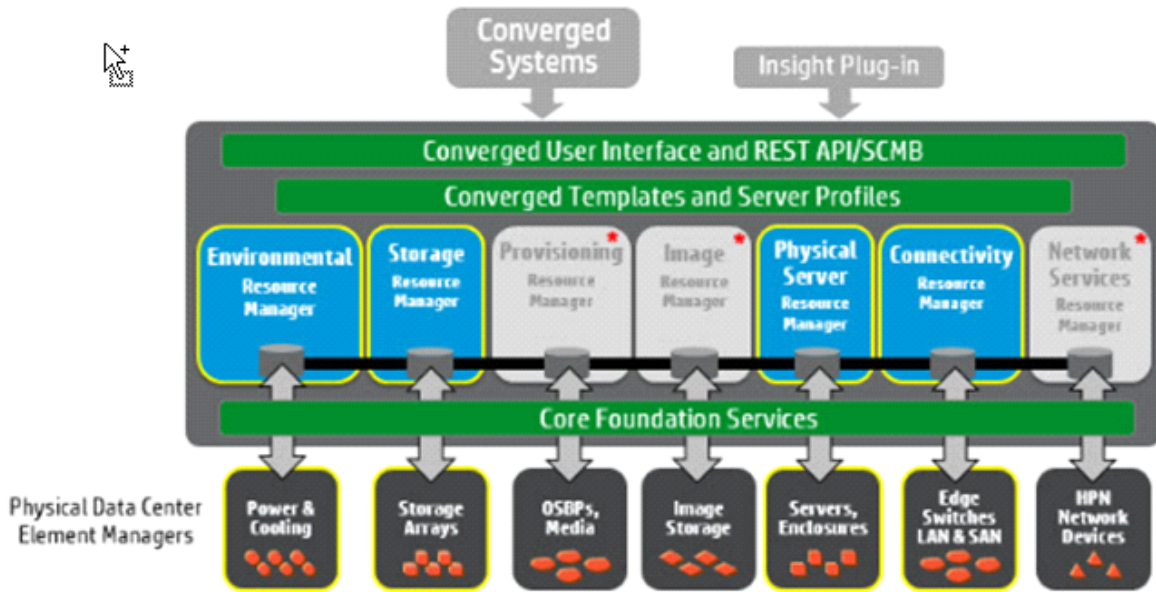 Converged
Systems
Insight Plug-in
Converged User Interface and REST API/SCMB
Converged Templates and Server Profiles
Environmental
Resource
Manager
Storage
Resource
Manager
Provisioning *
Resource
Manager
Image *
Resource
Manager
Physical
Server
Resource
Manager
Connectivity
Resource
Manager
Network *
Services
Resource
Manager
Core Foundation Services
Physical Data Center
Element Managers
Power &
Cooling
Storage
Arrays
OSBPs,
Media
Image
Storage
Servers,
Enclosures
Edge
Switches
LAN & SAN
HPN
Network
Devices